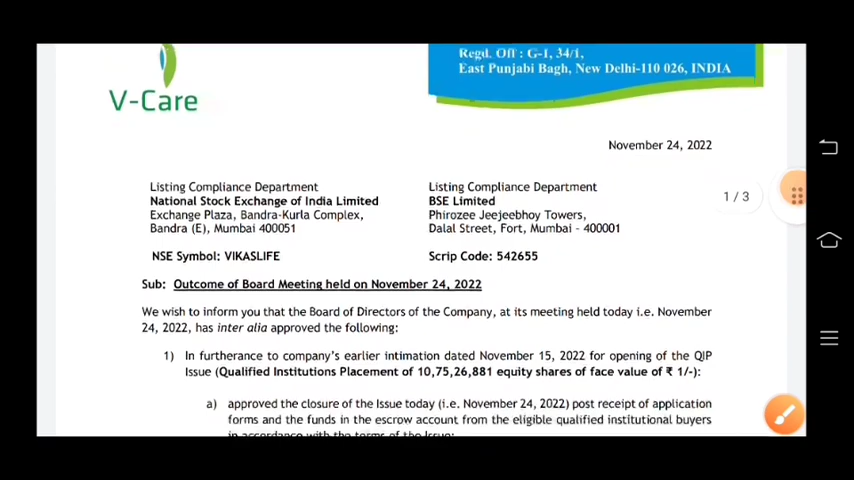 V-Care
Regd. Off : G-1, 34/1,
East Punjabi Bagh, New Delhi-110 026, INDIA
November 24, 2022
Listing Compliance Department
National Stock Exchange of India Limited
Exchange Plaza, Bandra-Kurla Complex,
Bandra (E), Mumbai 400051
NSE Symbol: VIKASLIFE
Listing Compliance Department
BSE Limited
Phirozee Jeejeebhoy Towers,
Dalal Street, Fort, Mumbai - 400001
Scrip Code: 542655
1 / 3
Sub: Outcome of Board Meeting held on November 24, 2022
We wish to inform you that the Board of Directors of the Company, at its meeting held today i.e. November
24, 2022, has inter alia approved the following:
1) In furtherance to company's earlier intimation dated November 15, 2022 for opening of the QIP
Issue (Qualified Institutions Placement of 10,75,26,881 equity shares of face value of ₹ 1/-):
a) approved the closure of the Issue today (i.e. November 24, 2022) post receipt of application
forms and the funds in the escrow account from the eligible qualified institutional buyers
in accordance with the terms of the Issue;